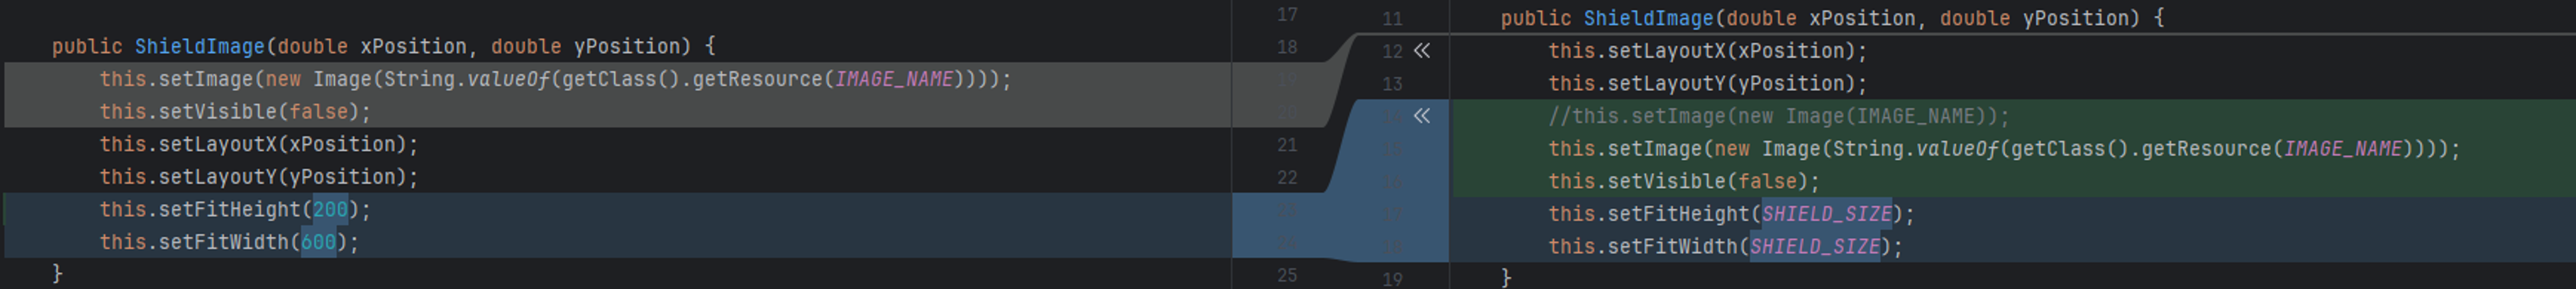 17
public ShieldImage(double xPosition, double yPosition) { 18
this.setImage(new Image(String.valueOf(getClass().getResource(IMAGE_NAME)))); 19
this.setVisible(false); 20
this.setLayoutX(xPosition); 21
this.setLayoutY(yPosition); 22
this.setFitHeight(200);
this.setFitWidth(600);
} 25
11 public ShieldImage(double xPosition, double yPosition) {
12 « this.setLayoutX(xPosition);
13 this.setLayoutY(yPosition);
« //this.setImage(new Image(IMAGE_NAME));
this.setImage(new Image(String.valueOf(getClass().getResource(IMAGE_NAME))));
this.setVisible(false);
this.setFitHeight(SHIELD_SIZE);
this.setFitWidth(SHIELD_SIZE);
19 }